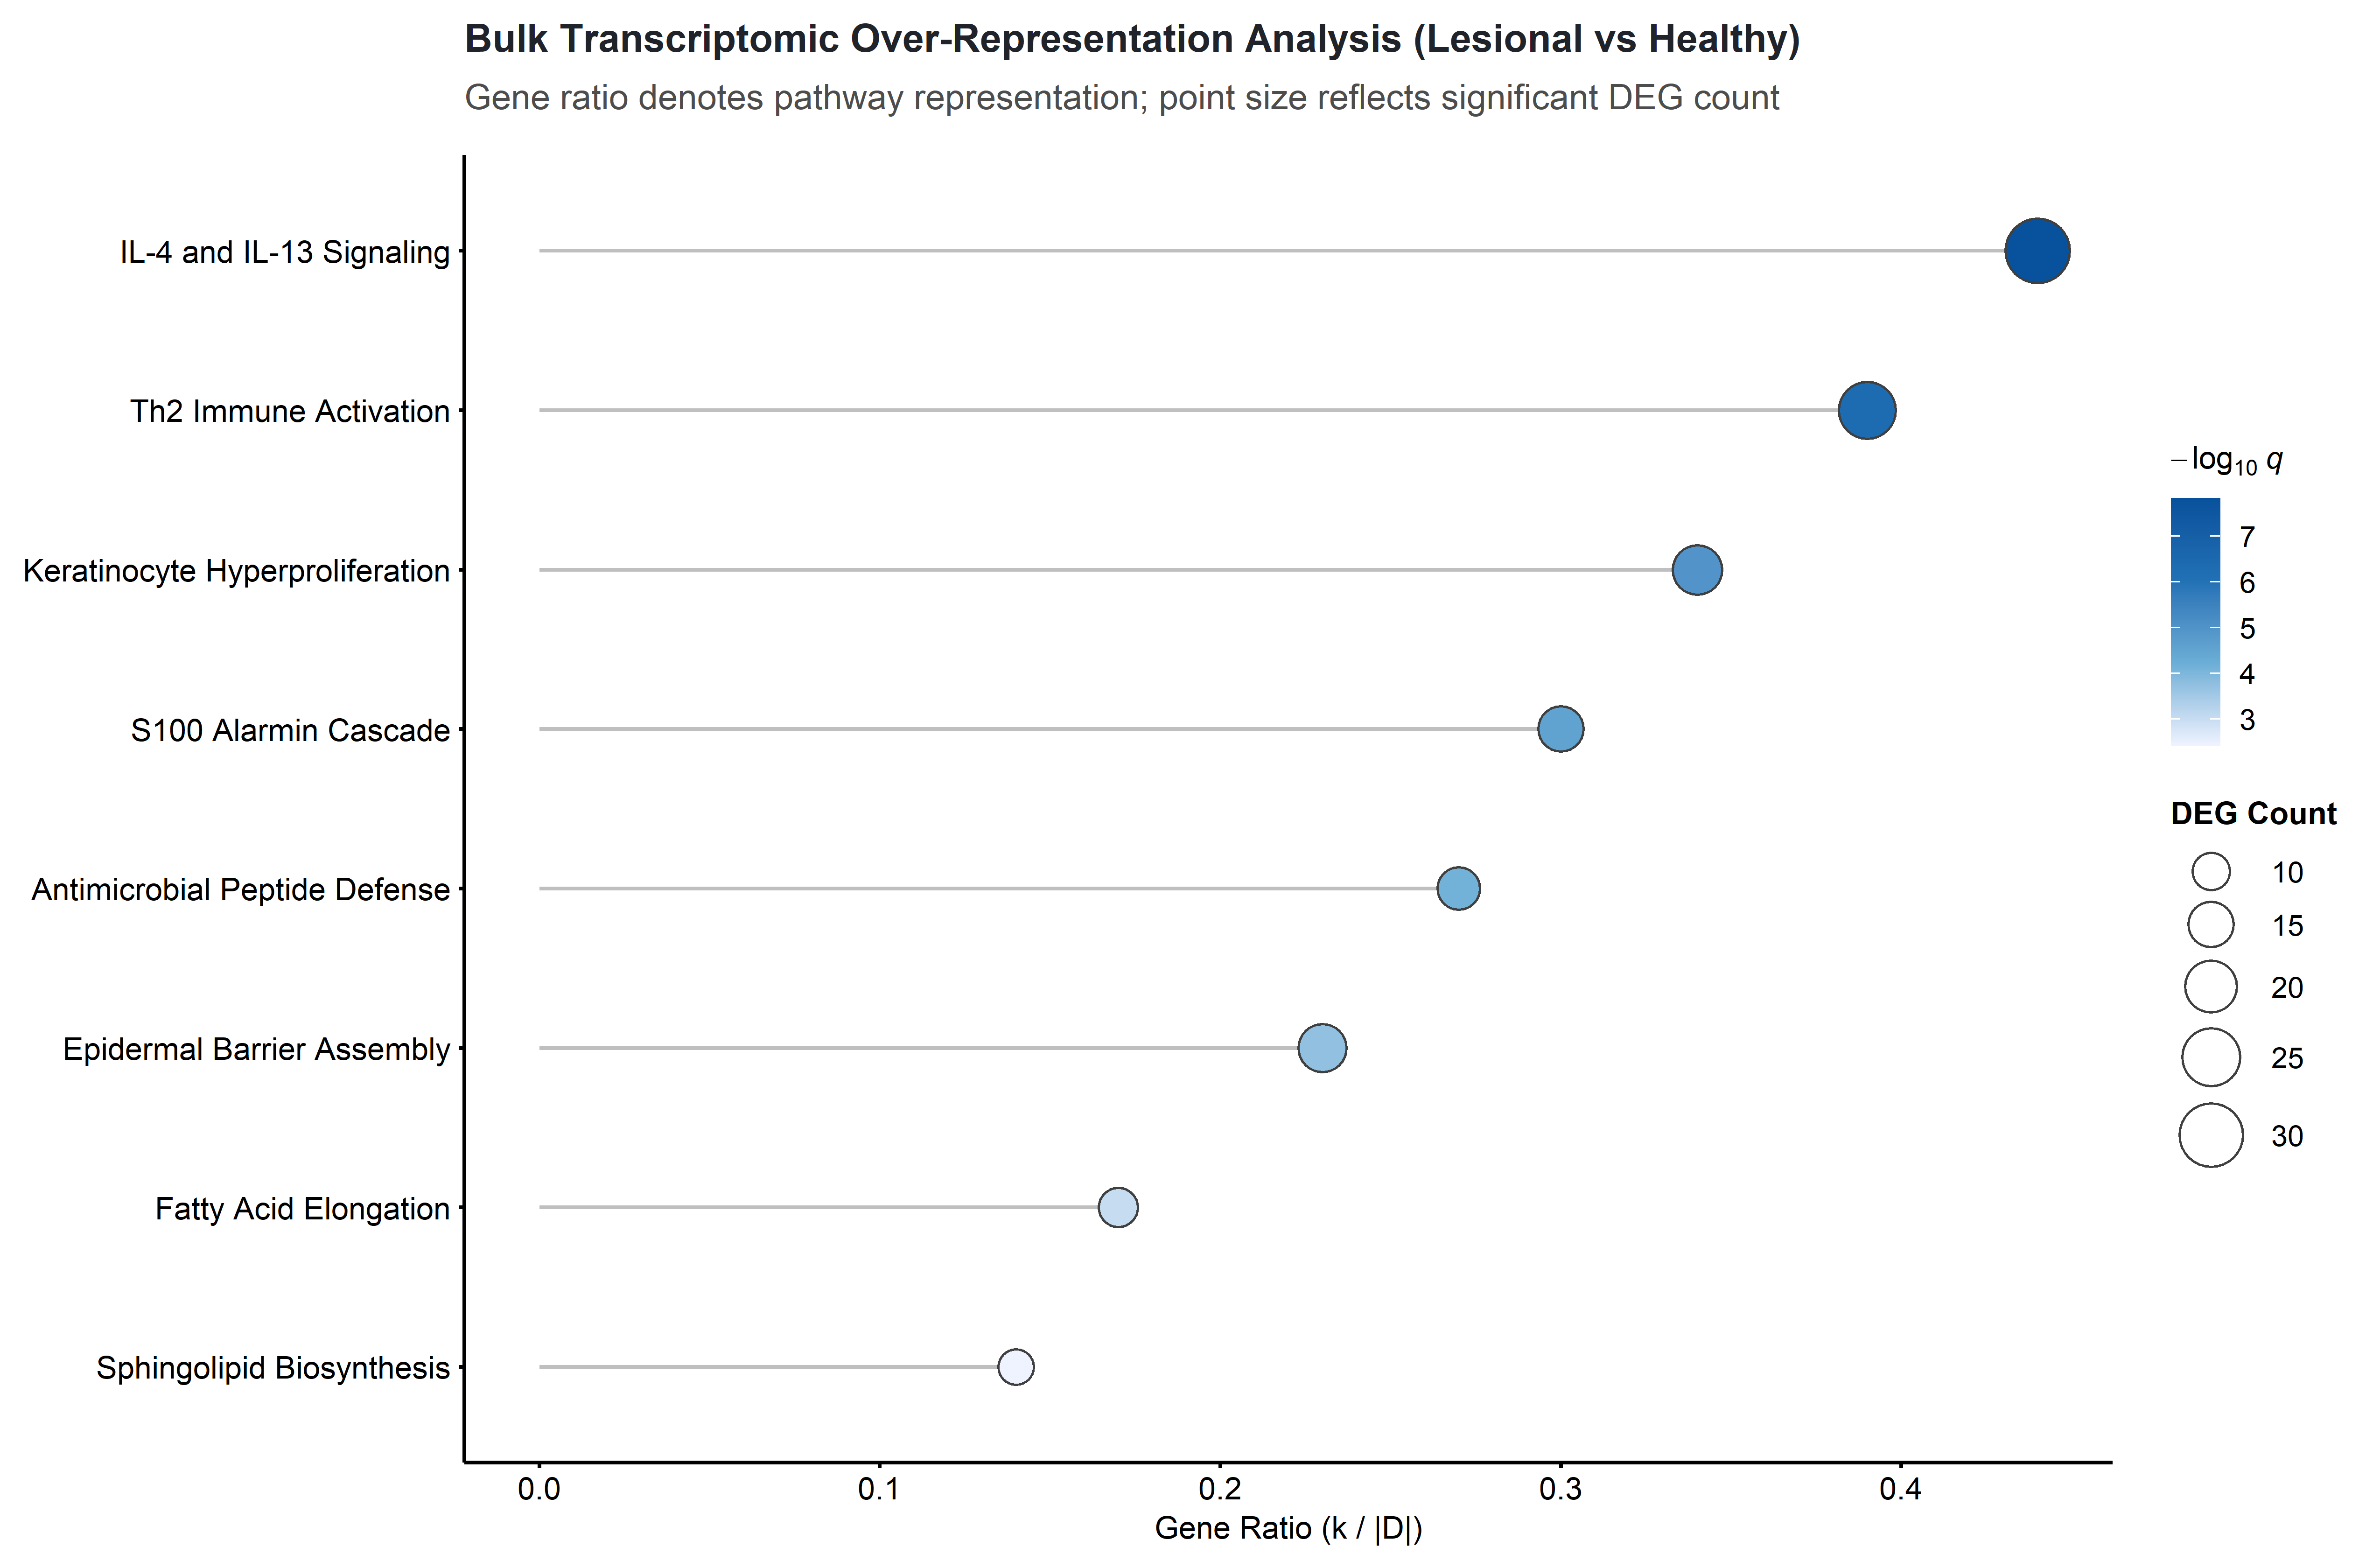 Bulk Transcriptomic Over-Representation Analysis (Lesional vs Healthy)
Gene ratio denotes pathway representation; point size reflects significant DEG count
IL-4 and IL-13 Signaling
Th2 Immune Activation
Keratinocyte Hyperproliferation
S100 Alarmin Cascade
Antimicrobial Peptide Defense
Epidermal Barrier Assembly
Fatty Acid Elongation
Sphingolipid Biosynthesis
0.0 0.1 0.2 0.3 0.4
Gene Ratio (k / |D|)
−log₁₀ q
7
6
5
4
3
DEG Count
10
15
20
25
30